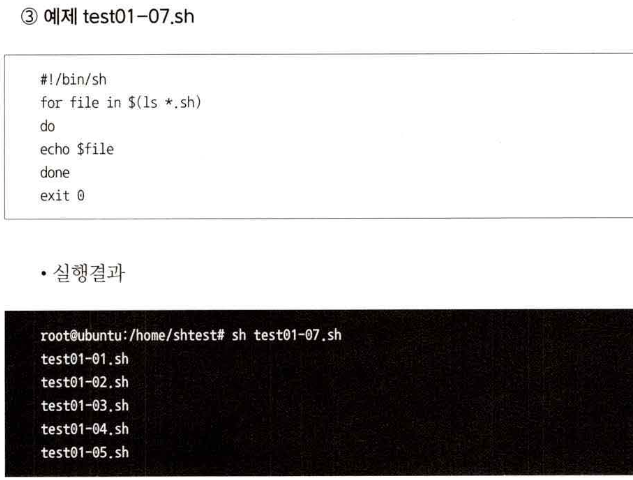 ③ 예제 test01-07.sh
#!/bin/sh
for file in $(ls *.sh)
do
echo $file
done
exit 0
• 실행결과
root@ubuntu:/home/shtest# sh test01-07.sh
test01-01.sh
test01-02.sh
test01-03.sh
test01-04.sh
test01-05.sh